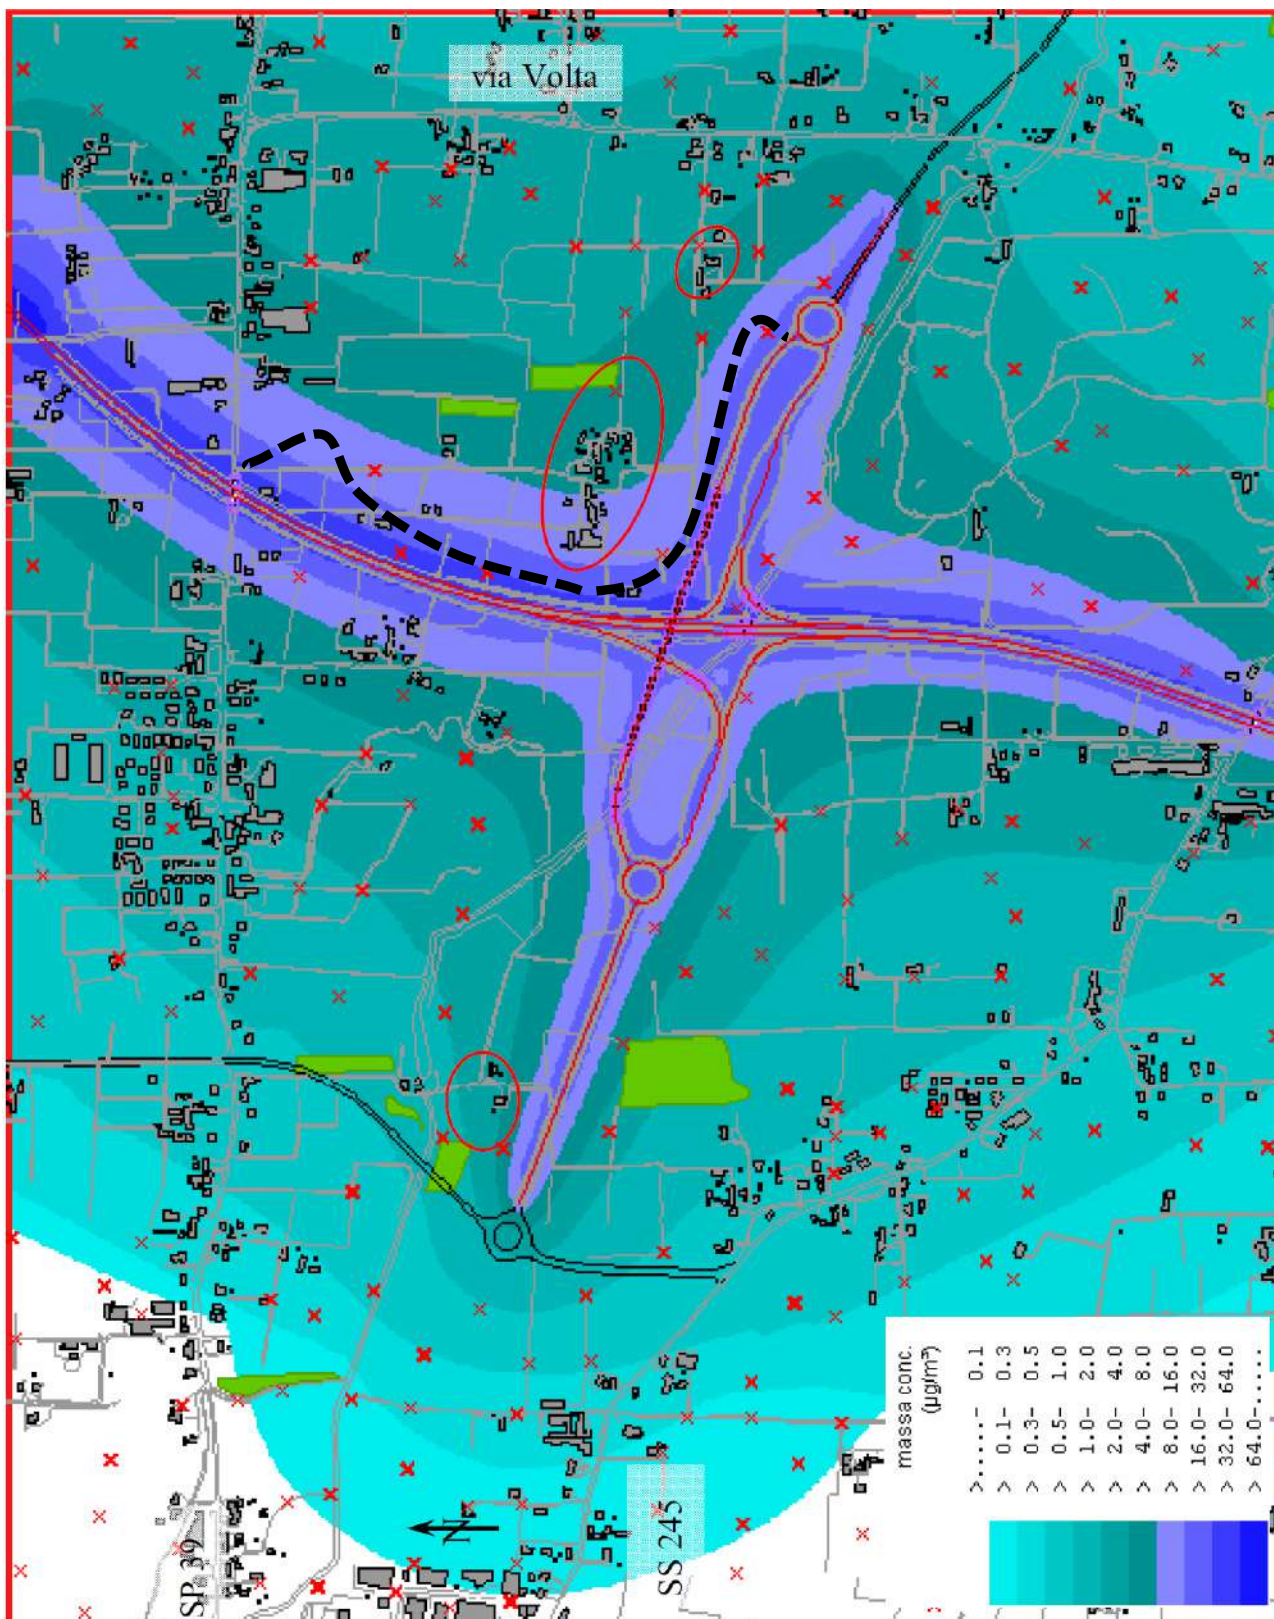 via Volta
SP 39
N
SS 245
massa conc.
(µg/m³)
>......- 0.1
> 0.1- 0.3
> 0.3- 0.5
> 0.5- 1.0
> 1.0- 2.0
> 2.0- 4.0
> 4.0- 8.0
> 8.0- 16.0
> 16.0- 32.0
> 32.0- 64.0
> 64.0-......